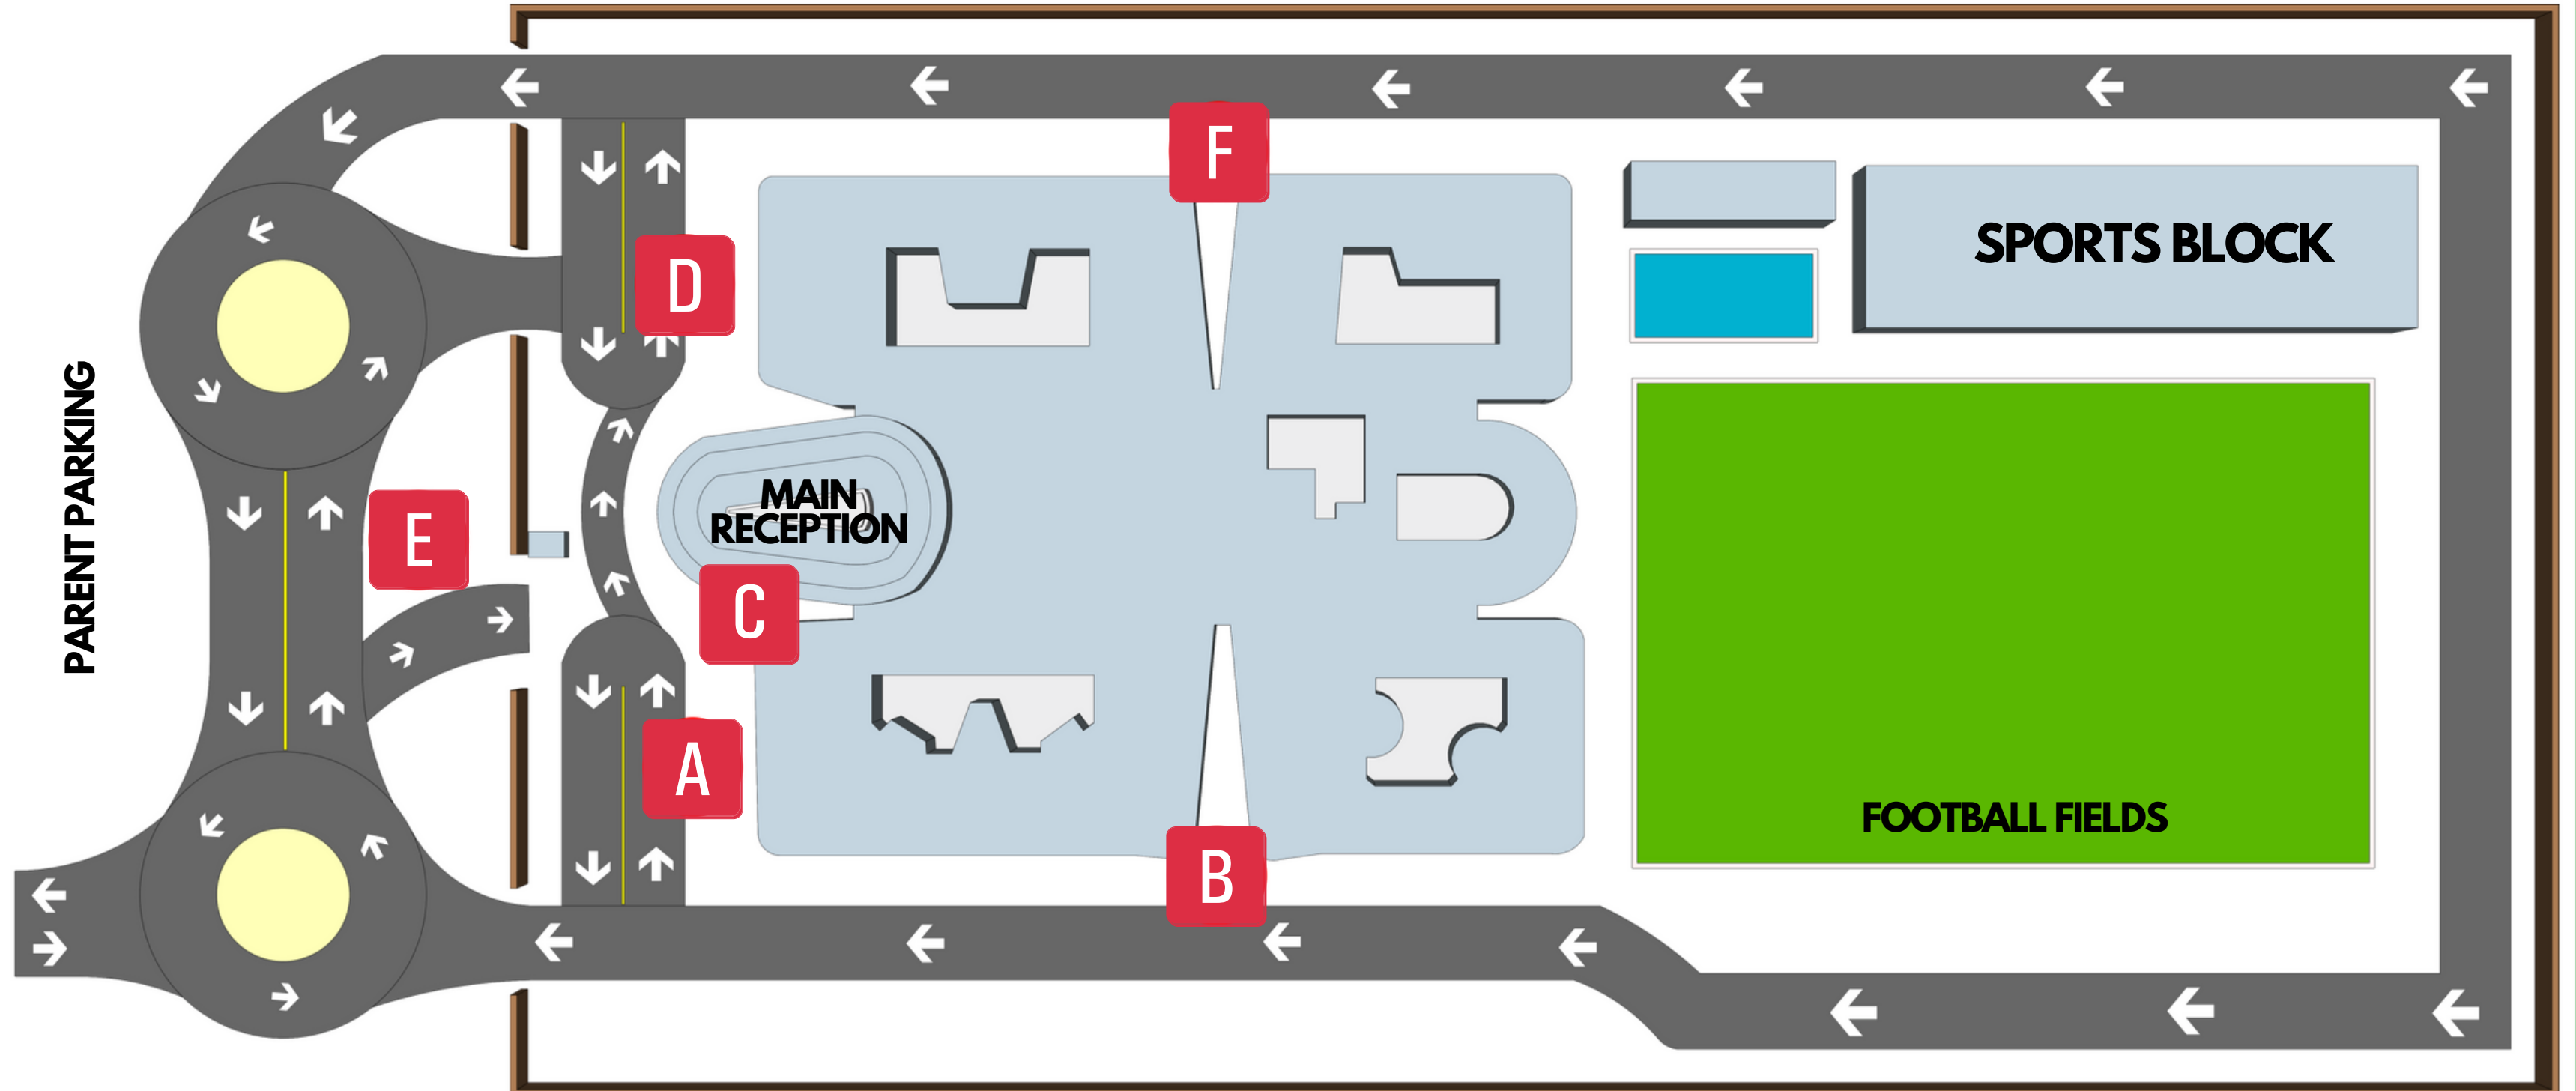 F
SPORTS BLOCK
D
PARENT PARKING
MAIN
RECEPTION
E
C
A
FOOTBALL FIELDS
B